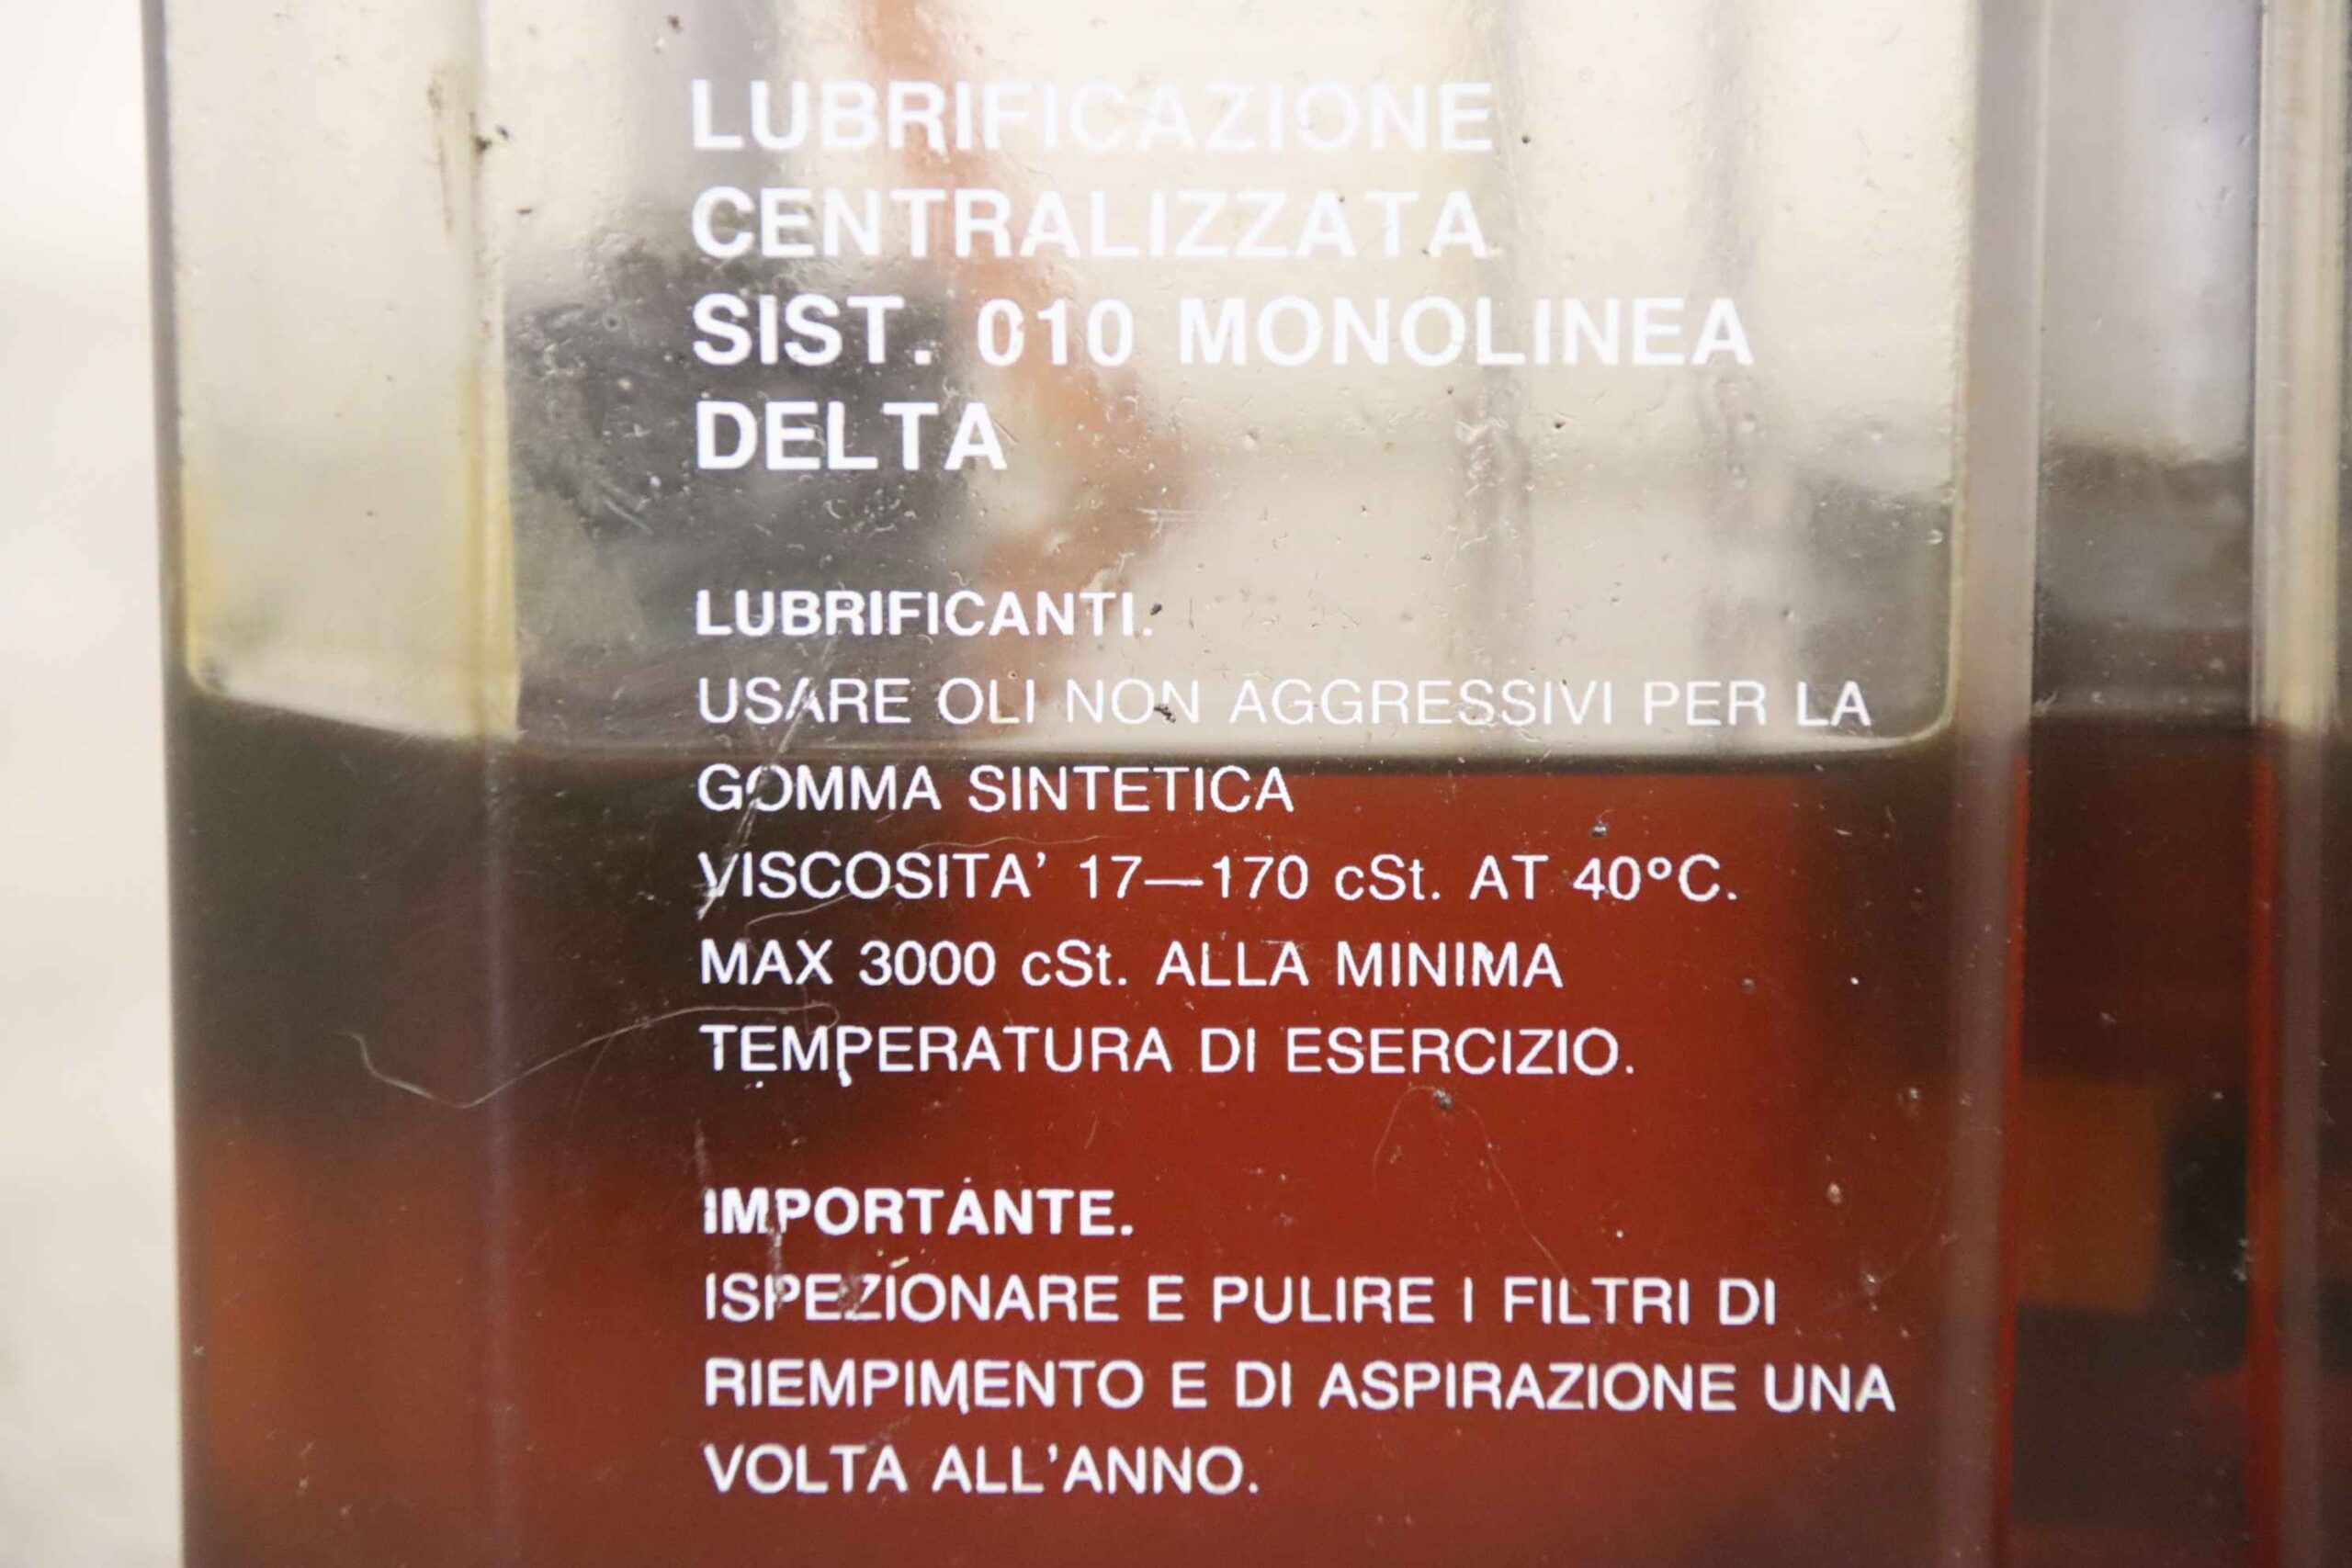 LUBRIFICAZIONE
CENTRALIZZATA
SIST. 010 MONOLINEA
DELTA
LUBRIFICANTI.
USARE OLI NON AGGRESSIVI PER LA
GOMMA SINTETICA
VISCOSITA' 17—170 cSt. AT 40°C.
MAX 3000 cSt. ALLA MINIMA
TEMPERATURA DI ESERCIZIO.
IMPORTANTE.
ISPEZIONARE E PULIRE I FILTRI DI
RIEMPIMENTO E DI ASPIRAZIONE UNA
VOLTA ALL'ANNO.